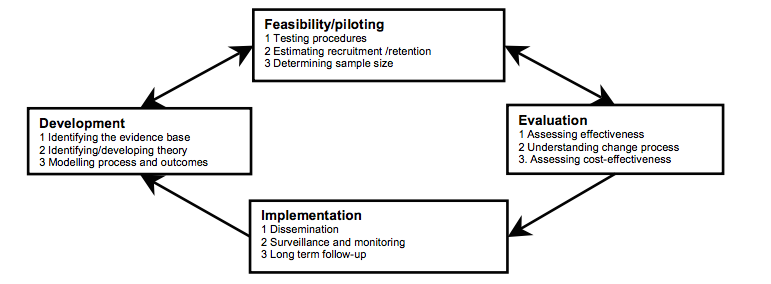 Feasibility/piloting
1 Testing procedures
2 Estimating recruitment /retention
3 Determining sample size
Development
1 Identifying the evidence base
2 Identifying/developing theory
3 Modelling process and outcomes
Evaluation
1 Assessing effectiveness
2 Understanding change process
3. Assessing cost-effectiveness
Implementation
1 Dissemination
2 Surveillance and monitoring
3 Long term follow-up